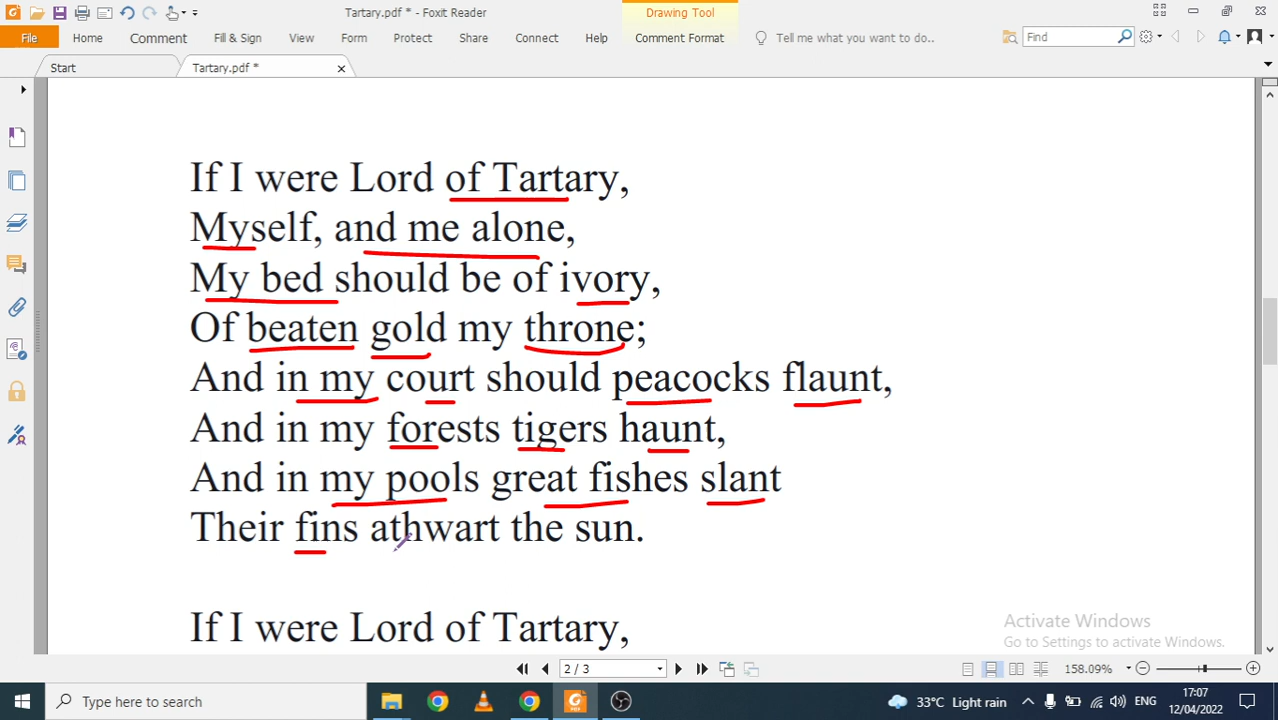 Tartary.pdf * - Foxit Reader
Drawing Tool
File Home Comment Fill & Sign View Form Protect Share Connect Help Comment Format Tell me what you want to do.. Find
Start Tartary.pdf *
If I were Lord of Tartary,
Myself, and me alone,
My bed should be of ivory,
Of beaten gold my throne;
And in my court should peacocks flaunt,
And in my forests tigers haunt,
And in my pools great fishes slant
Their fins athwart the sun.
If I were Lord of Tartary,
Activate Windows
Go to Settings to activate Windows.
2 / 3 158.09%
Type here to search 33°C Light rain ENG 17:07
12/04/2022